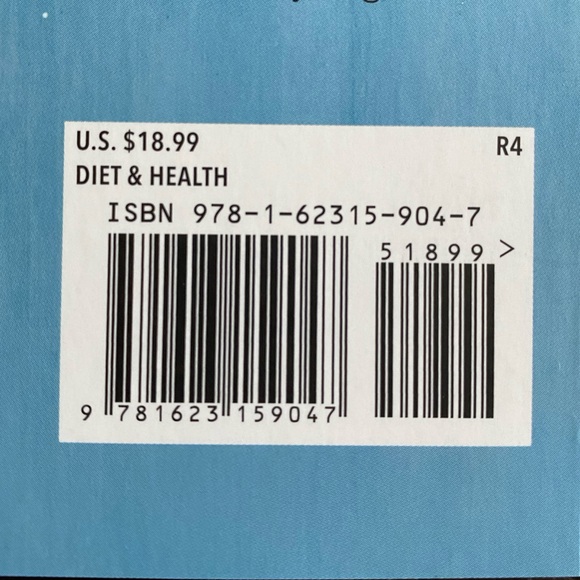 U.S. $18.99 R4
DIET & HEALTH
ISBN 978-1-62315-904-7
51899 >
9 781623 159047